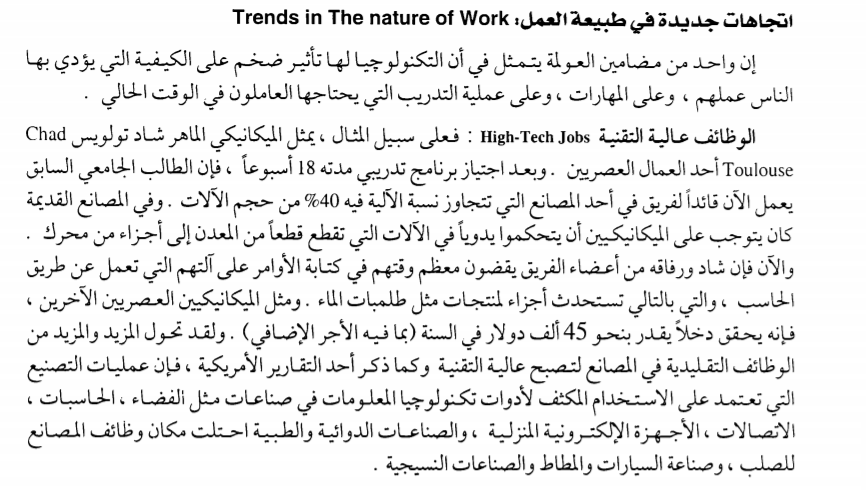 اتجاهات جديدة في طبيعة العمل: Trends in The nature of Work
إن واحد من مضامين العولمة يتمثل في أن التكنولوچيا لها تأثير ضخم على الكيفية التي يؤدي بها
الناس عملهم ، وعلى المهارات ، وعلى عملية التدريب التي يحتاجها العاملون في الوقت الحالي .
الوظائف عالية التقنية High-Tech Jobs : فعلى سبيل المثال ، يمثل الميكانيكي الماهر شاد تولويس Chad
Toulouse أحد العمال العصريين . وبعد اجتياز برنامج تدريبي مدته 18 أسبوعاً ، فإن الطالب الجامعي السابق
يعمل الآن قائداً لفريق في أحد المصانع التي تتجاوز نسبة الآلية فيه 40% من حجم الآلات . وفي المصانع القديمة
كان يتوجب على الميكانيكيين أن يتحكموا يدوياً في الآلات التي تقطع قطعاً من المعدن إلى أجزاء من محرك .
والآن فإن شاد ورفاقه من أعضاء الفريق يقضون معظم وقتهم في كتابة الأوامر على آلتهم التي تعمل عن طريق
الحاسب ، والتي بالتالي تستحدث أجزاء لمنتجات مثل طلمبات الماء . ومثل الميكانيكيين العصريين الآخرين ،
فإنه يحقق دخلاً يقدر بنحو 45 ألف دولار في السنة (بما فيه الأجر الإضافي) . ولقد تحول المزيد والمزيد من
الوظائف التقليدية في المصانع لتصبح عالية التقنية وكما ذكر أحد التقارير الأمريكية ، فإن عمليات التصنيع
التي تعتمد على الاستخدام المكثف لأدوات تكنولوچيا المعلومات في صناعات مثل الفضاء ، الحاسبات ،
الاتصالات ، الأجهزة الإلكترونية المنزلية ، والصناعات الدوائية والطبية احتلت مكان وظائف المصانع
للصلب ، وصناعة السيارات والمطاط والصناعات النسيجية .